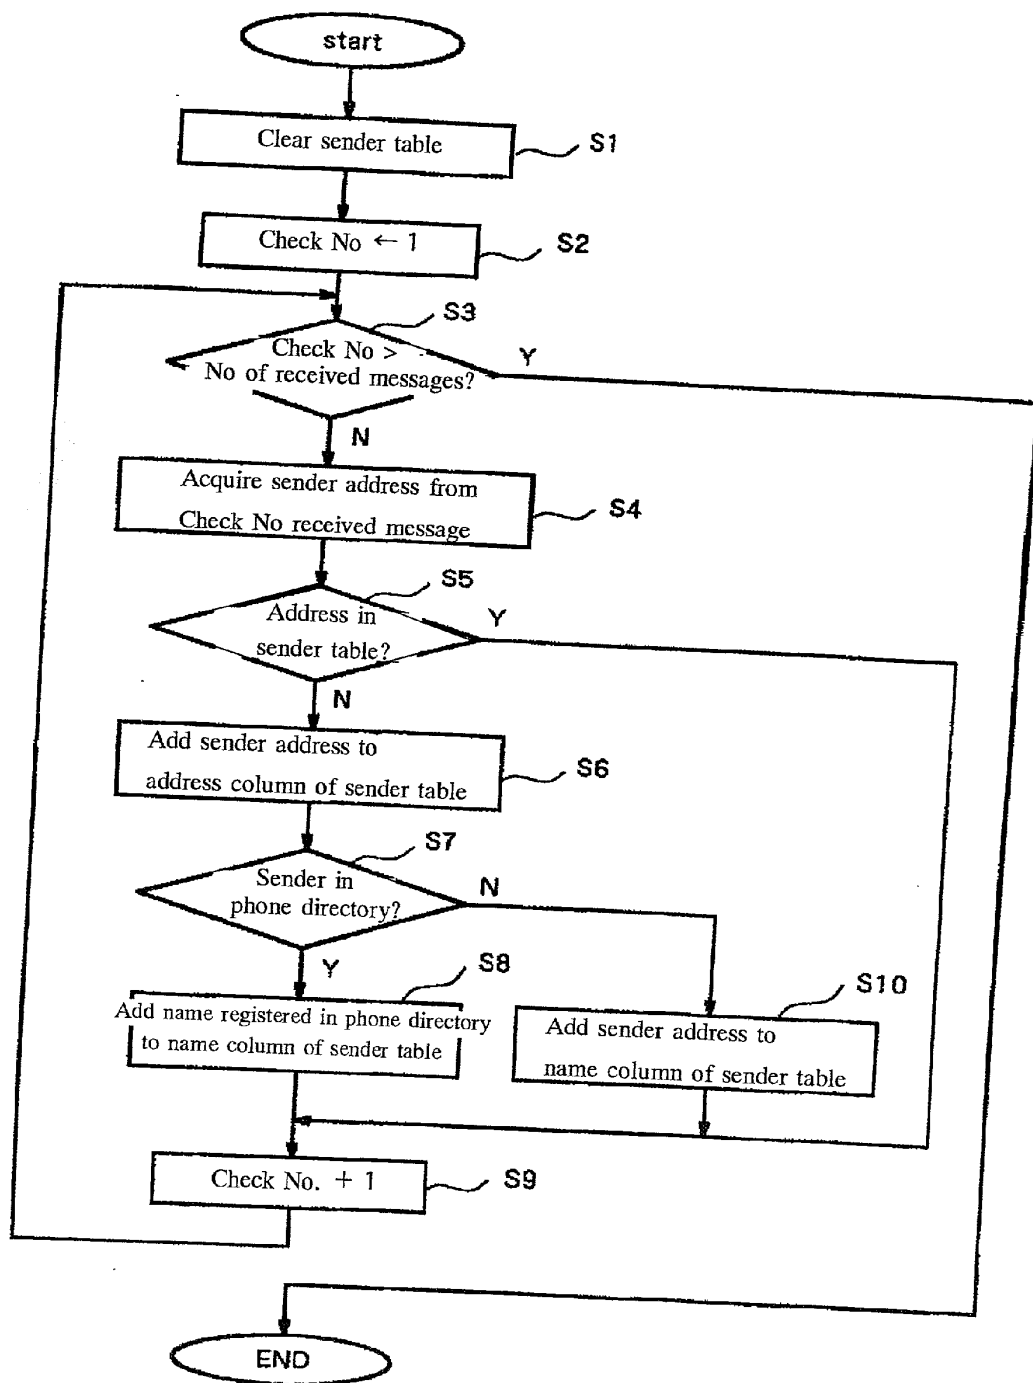 start
Clear sender table
S1
Check No ← 1
S2
S3
Check No >
No of received messages?
Y
N
Acquire sender address from
Check No received message
S4
S5
Address in
sender table?
Y
N
Add sender address to
address column of sender table
S6
S7
Sender in
phone directory?
N
Y
S8
Add name registered in phone directory
to name column of sender table
S10
Add sender address to
name column of sender table
Check No. + 1
S9
END